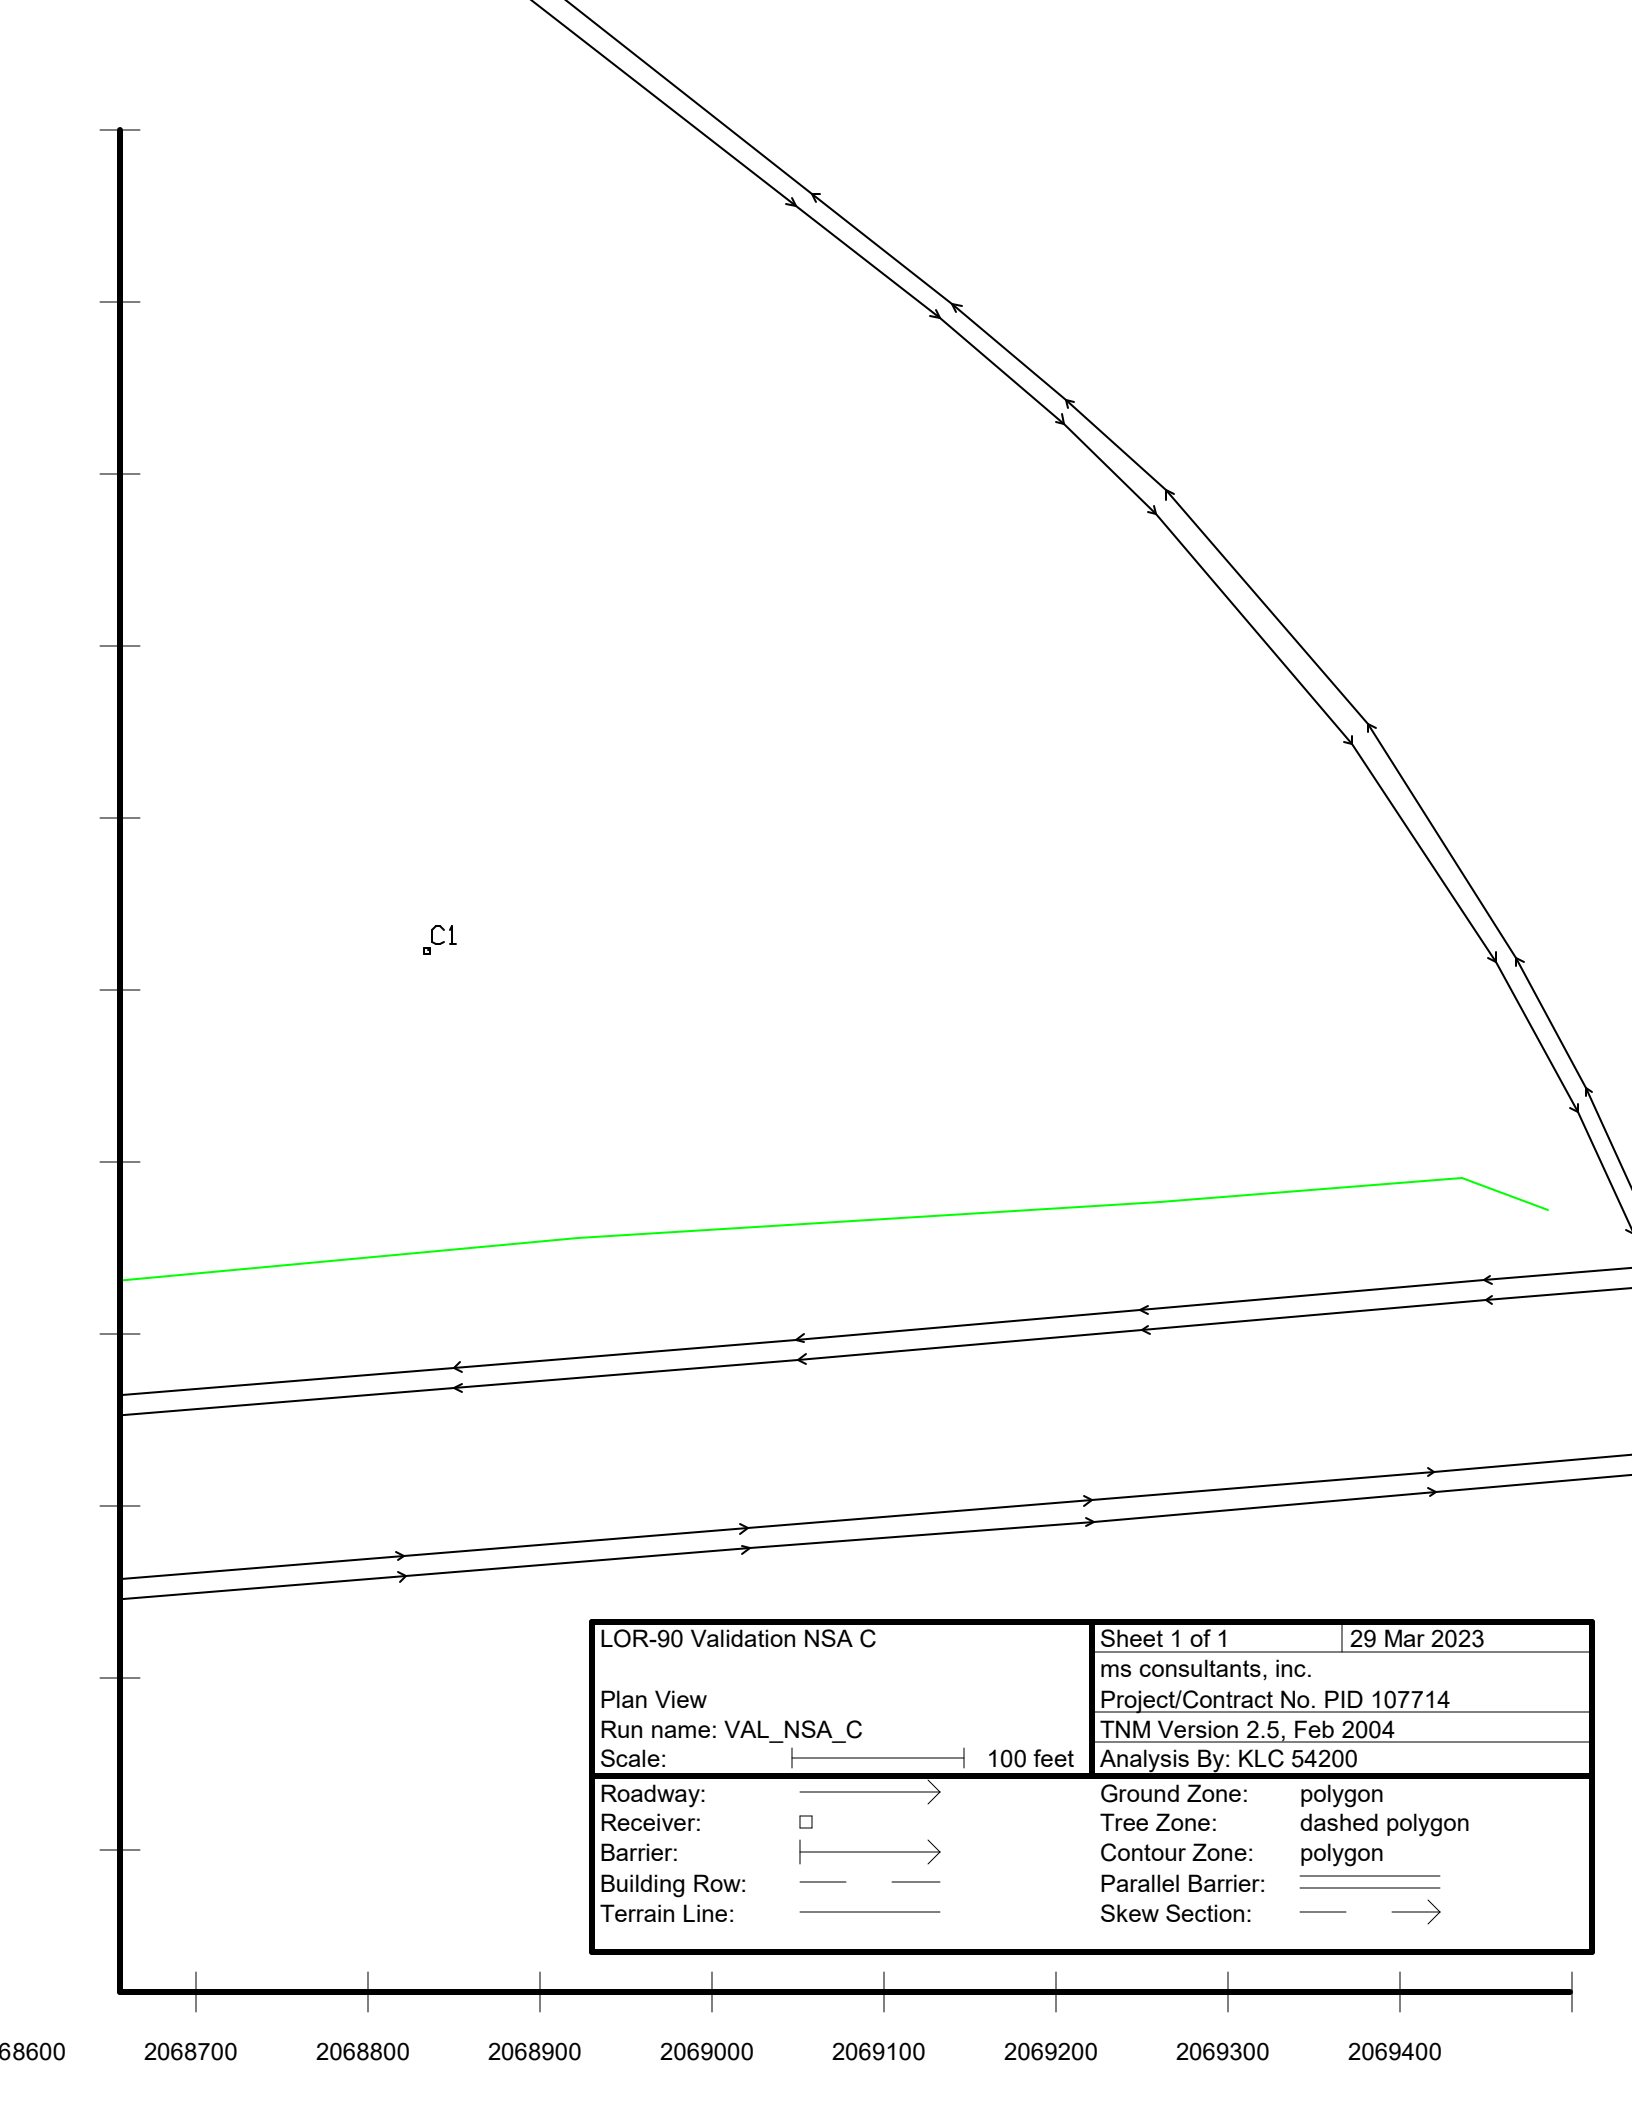 C1
LOR-90 Validation NSA C
Sheet 1 of 1 29 Mar 2023
ms consultants, inc.
Plan View
Project/Contract No. PID 107714
Run name: VAL_NSA_C
TNM Version 2.5, Feb 2004
Scale: 100 feet
Analysis By: KLC 54200
Roadway:
Ground Zone: polygon
Receiver:
Tree Zone: dashed polygon
Barrier:
Contour Zone: polygon
Building Row:
Parallel Barrier:
Terrain Line:
Skew Section:
68600 2068700 2068800 2068900 2069000 2069100 2069200 2069300 2069400